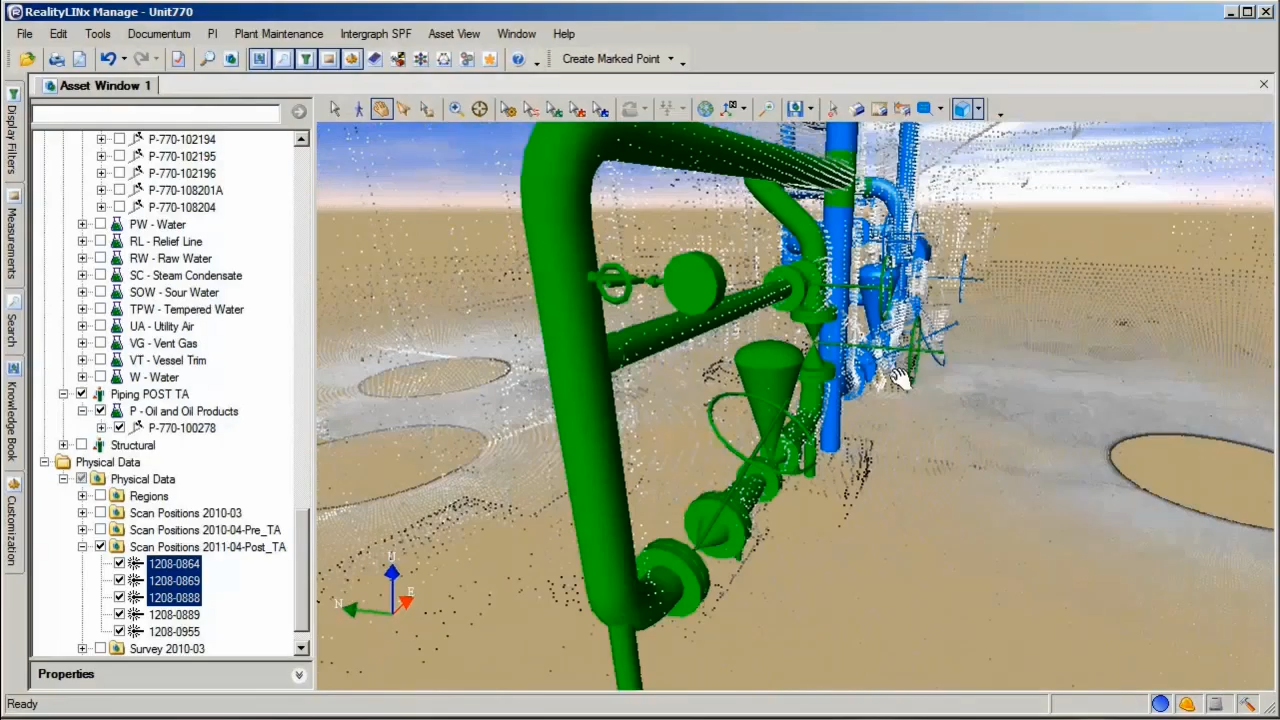 RealityLINx Manage - Unit770
File Edit Tools Documentum PI Plant Maintenance Intergraph SPF Asset View Window Help
Create Marked Point
Asset Window 1
Display Filters
Measurements
Search
Knowledge Book
Customization
P-770-102194
P-770-102195
P-770-102196
P-770-108201A
P-770-108204
PW - Water
RL - Relief Line
RW - Raw Water
SC - Steam Condensate
SOW - Sour Water
TPW - Tempered Water
UA - Utility Air
VG - Vent Gas
VT - Vessel Trim
W - Water
Piping POST TA
P - Oil and Oil Products
P-770-100278
Structural
Physical Data
Physical Data
Regions
Scan Positions 2010-03
Scan Positions 2010-04-Pre_TA
Scan Positions 2011-04-Post_TA
1208-0864
1208-0869
1208-0888
1208-0889
1208-0955
Survey 2010-03
Properties
U
N
E
Ready